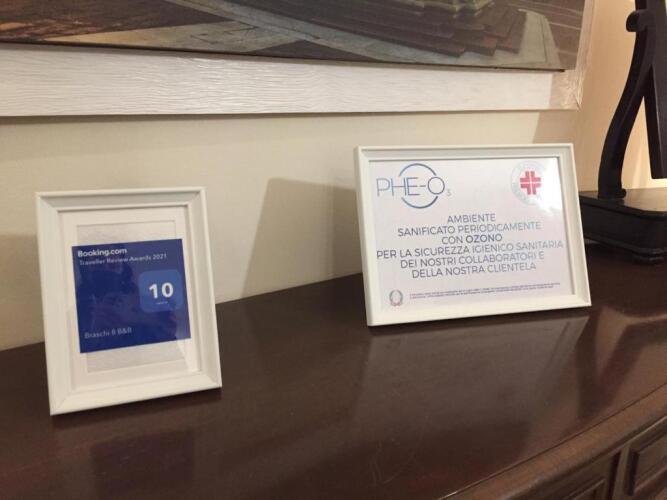 Booking.com
Traveller Review Awards 2021
10
Braschi 8 B&B
PHE-O3
AMBIENTE
SANIFICATO PERIODICAMENTE
CON OZONO
PER LA SICUREZZA IGIENICO SANITARIA
DEI NOSTRI COLLABORATORI E
DELLA NOSTRA CLIENTELA